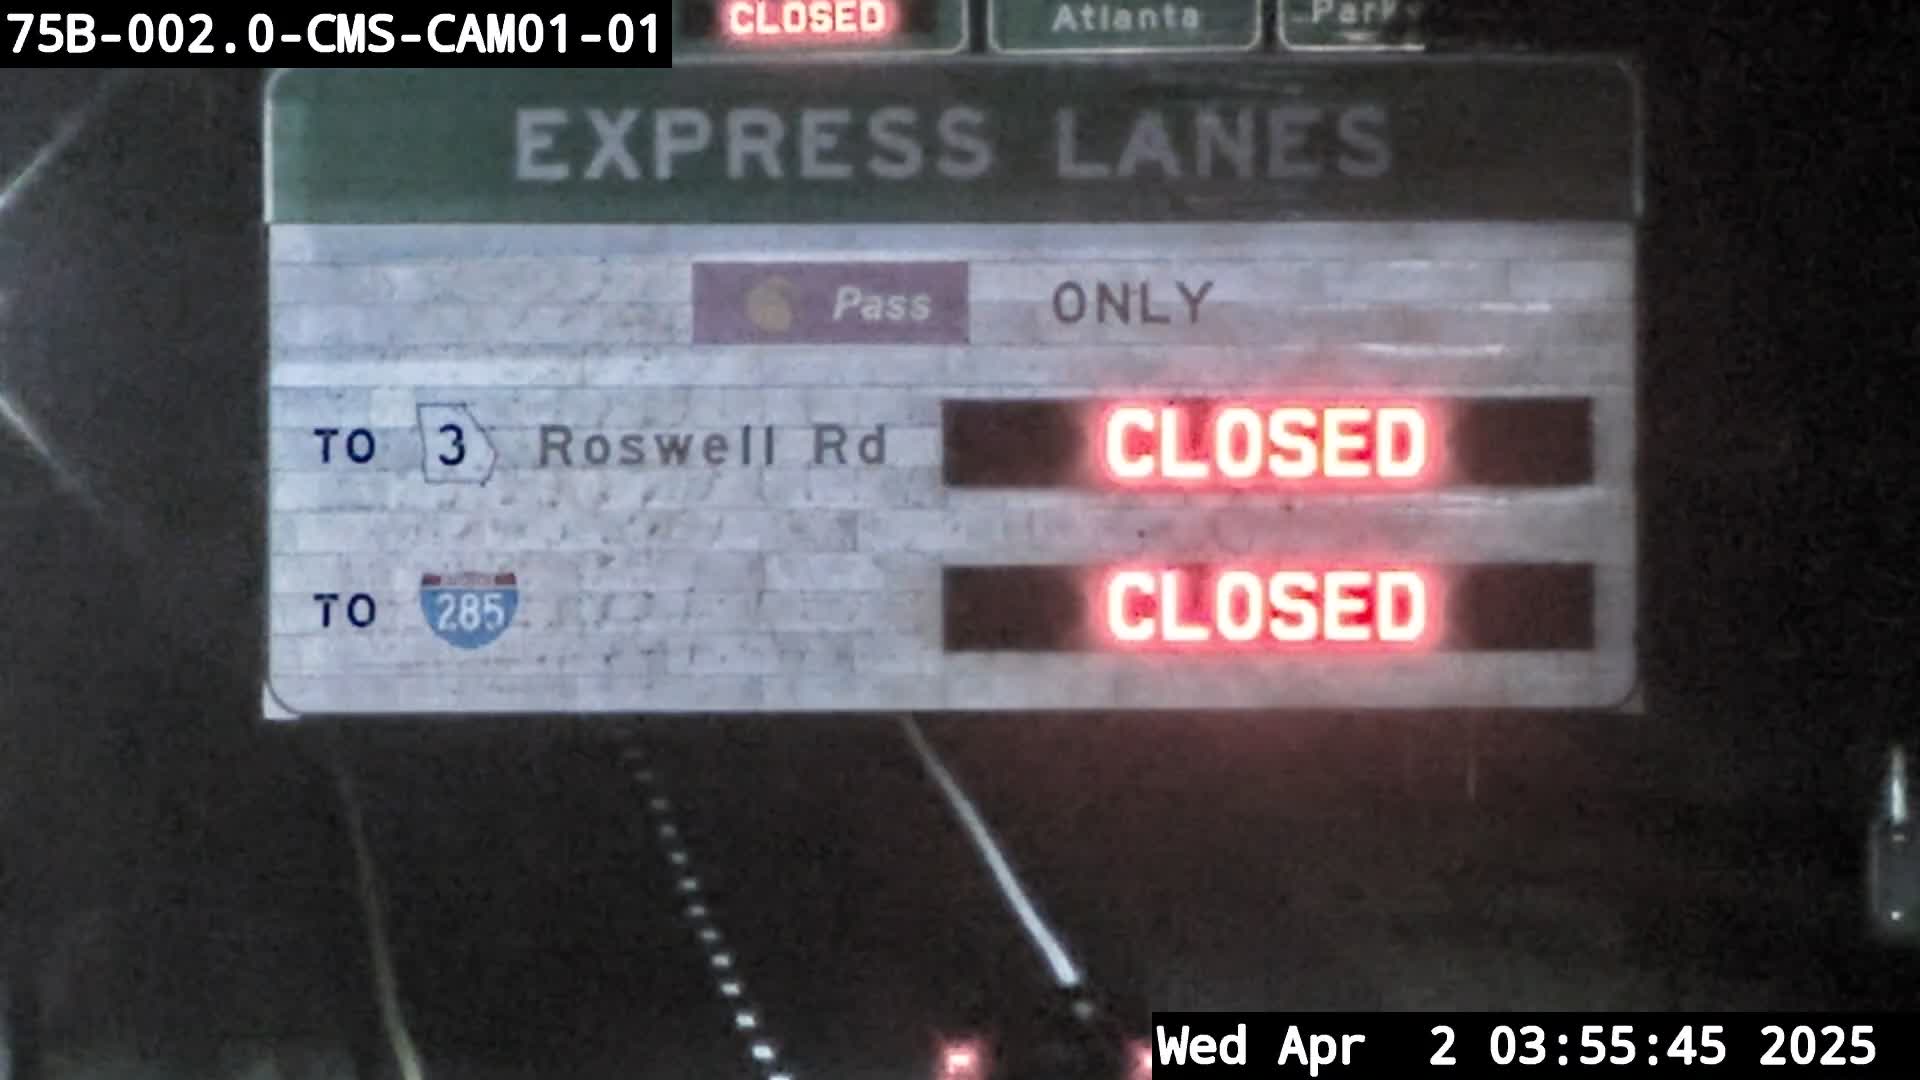 75B-002.0-CMS-CAM01-01
CLOSED
Atlanta
Park
EXPRESS LANES
Pass ONLY
TO 3 Roswell Rd CLOSED
TO 285 CLOSED
Wed Apr 2 03:55:45 2025